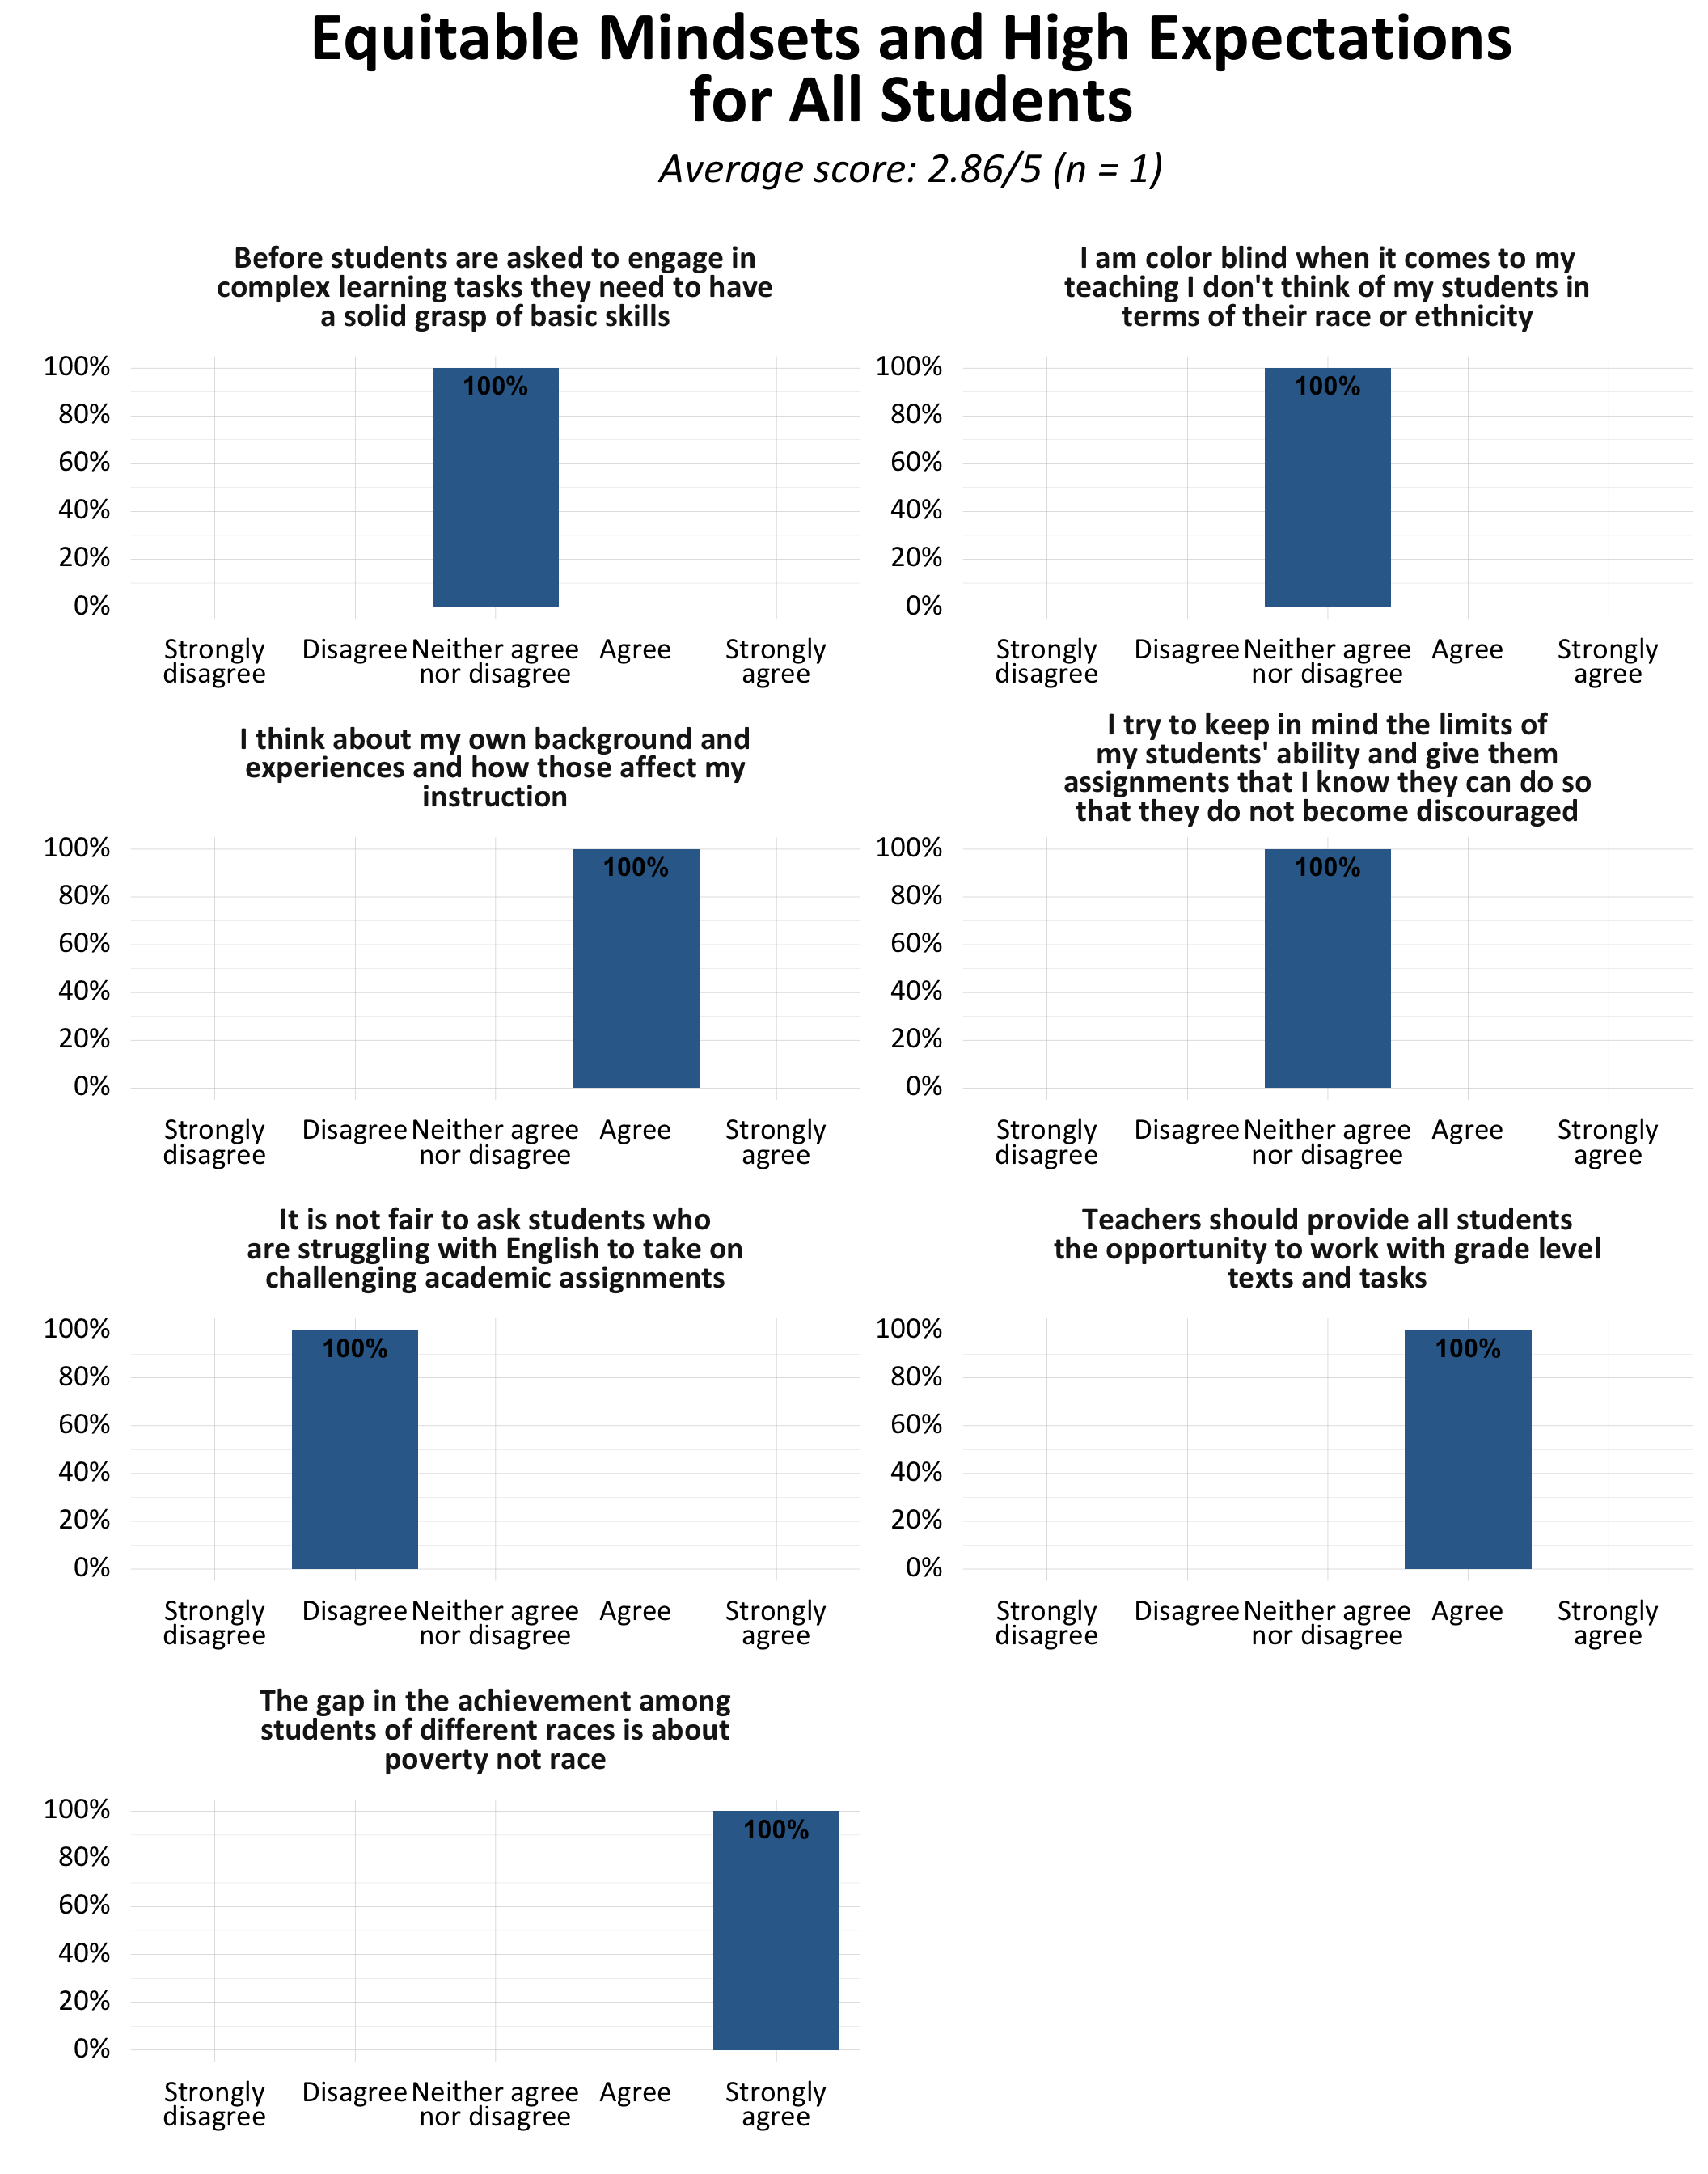 Equitable Mindsets and High Expectations
for All Students
Average score: 2.86/5 (n = 1)
Before students are asked to engage in
complex learning tasks they need to have
a solid grasp of basic skills
100%
80%
60%
40%
20%
0%
100%
Strongly disagree
Disagree
Neither agree nor disagree
Agree
Strongly agree
I am color blind when it comes to my
teaching I don't think of my students in
terms of their race or ethnicity
100%
80%
60%
40%
20%
0%
100%
Strongly disagree
Disagree
Neither agree nor disagree
Agree
Strongly agree
I think about my own background and
experiences and how those affect my
instruction
100%
80%
60%
40%
20%
0%
100%
Strongly disagree
Disagree
Neither agree nor disagree
Agree
Strongly agree
I try to keep in mind the limits of
my students' ability and give them
assignments that I know they can do so
that they do not become discouraged
100%
80%
60%
40%
20%
0%
100%
Strongly disagree
Disagree
Neither agree nor disagree
Agree
Strongly agree
It is not fair to ask students who
are struggling with English to take on
challenging academic assignments
100%
80%
60%
40%
20%
0%
100%
Strongly disagree
Disagree
Neither agree nor disagree
Agree
Strongly agree
Teachers should provide all students
the opportunity to work with grade level
texts and tasks
100%
80%
60%
40%
20%
0%
100%
Strongly disagree
Disagree
Neither agree nor disagree
Agree
Strongly agree
The gap in the achievement among
students of different races is about
poverty not race
100%
80%
60%
40%
20%
0%
100%
Strongly disagree
Disagree
Neither agree nor disagree
Agree
Strongly agree